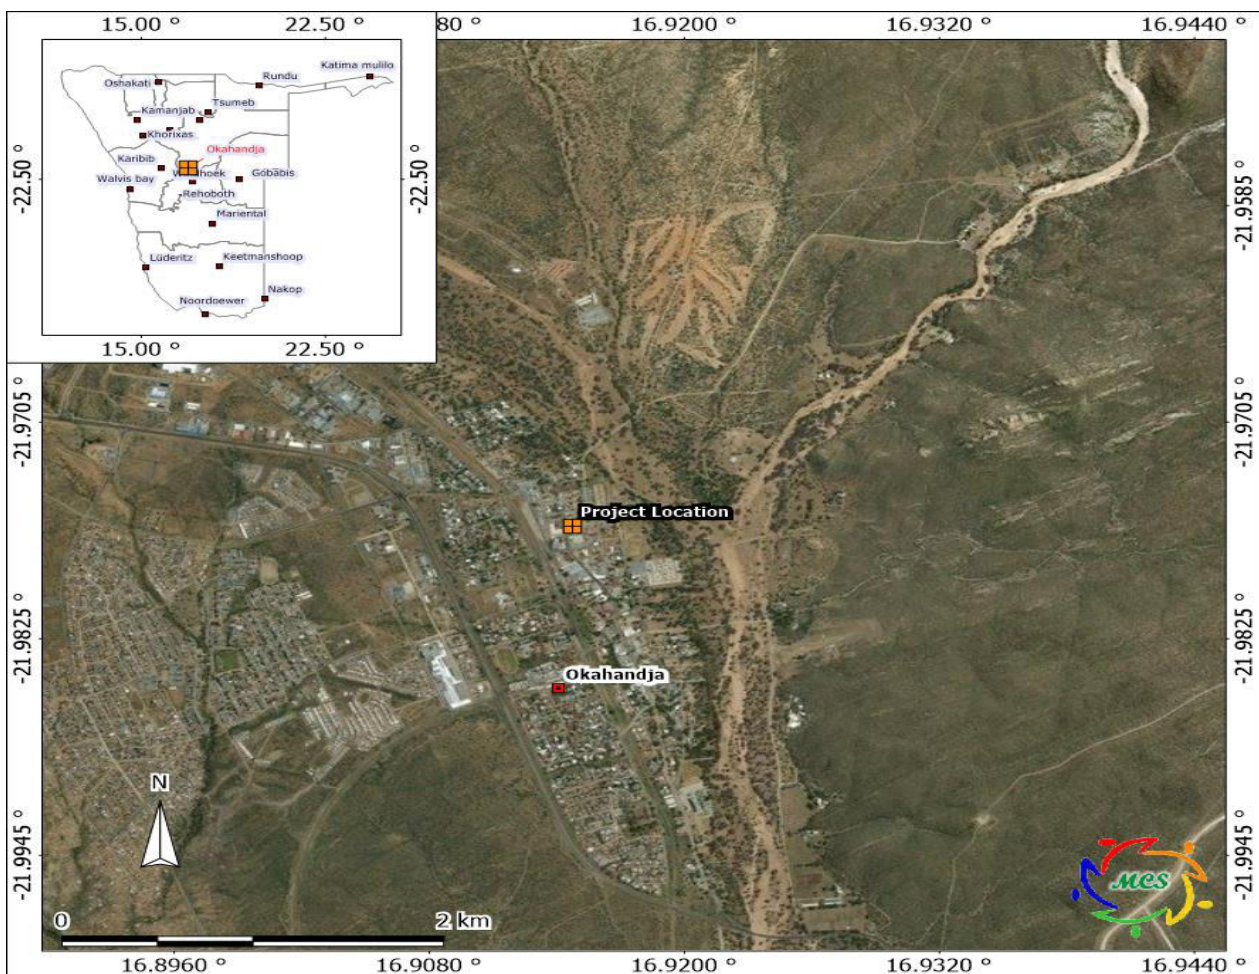 15.00 °
22.50 °
080 °
16.9200 °
16.9320 °
16.9440 °
Katima mulilo
Rundu
Oshakati
Tsumeb
Kamanjab
Khorixas
Okahandja
Karibib
Gobabis
Walvis bay
Rehoboth
Mariental
Lüderitz
Keetmanshoop
Nakop
Noordoewer
-22.50 °
-22.50 °
15.00 °
22.50 °
-21.9585 °
-21.9705 °
-21.9705 °
Project Location
-21.9825 °
-21.9825 °
Okahandja
N
-21.9945 °
-21.9945 °
MCS
0
2 km
16.8960 °
16.9080 °
16.9200 °
16.9320 °
16.9440 °